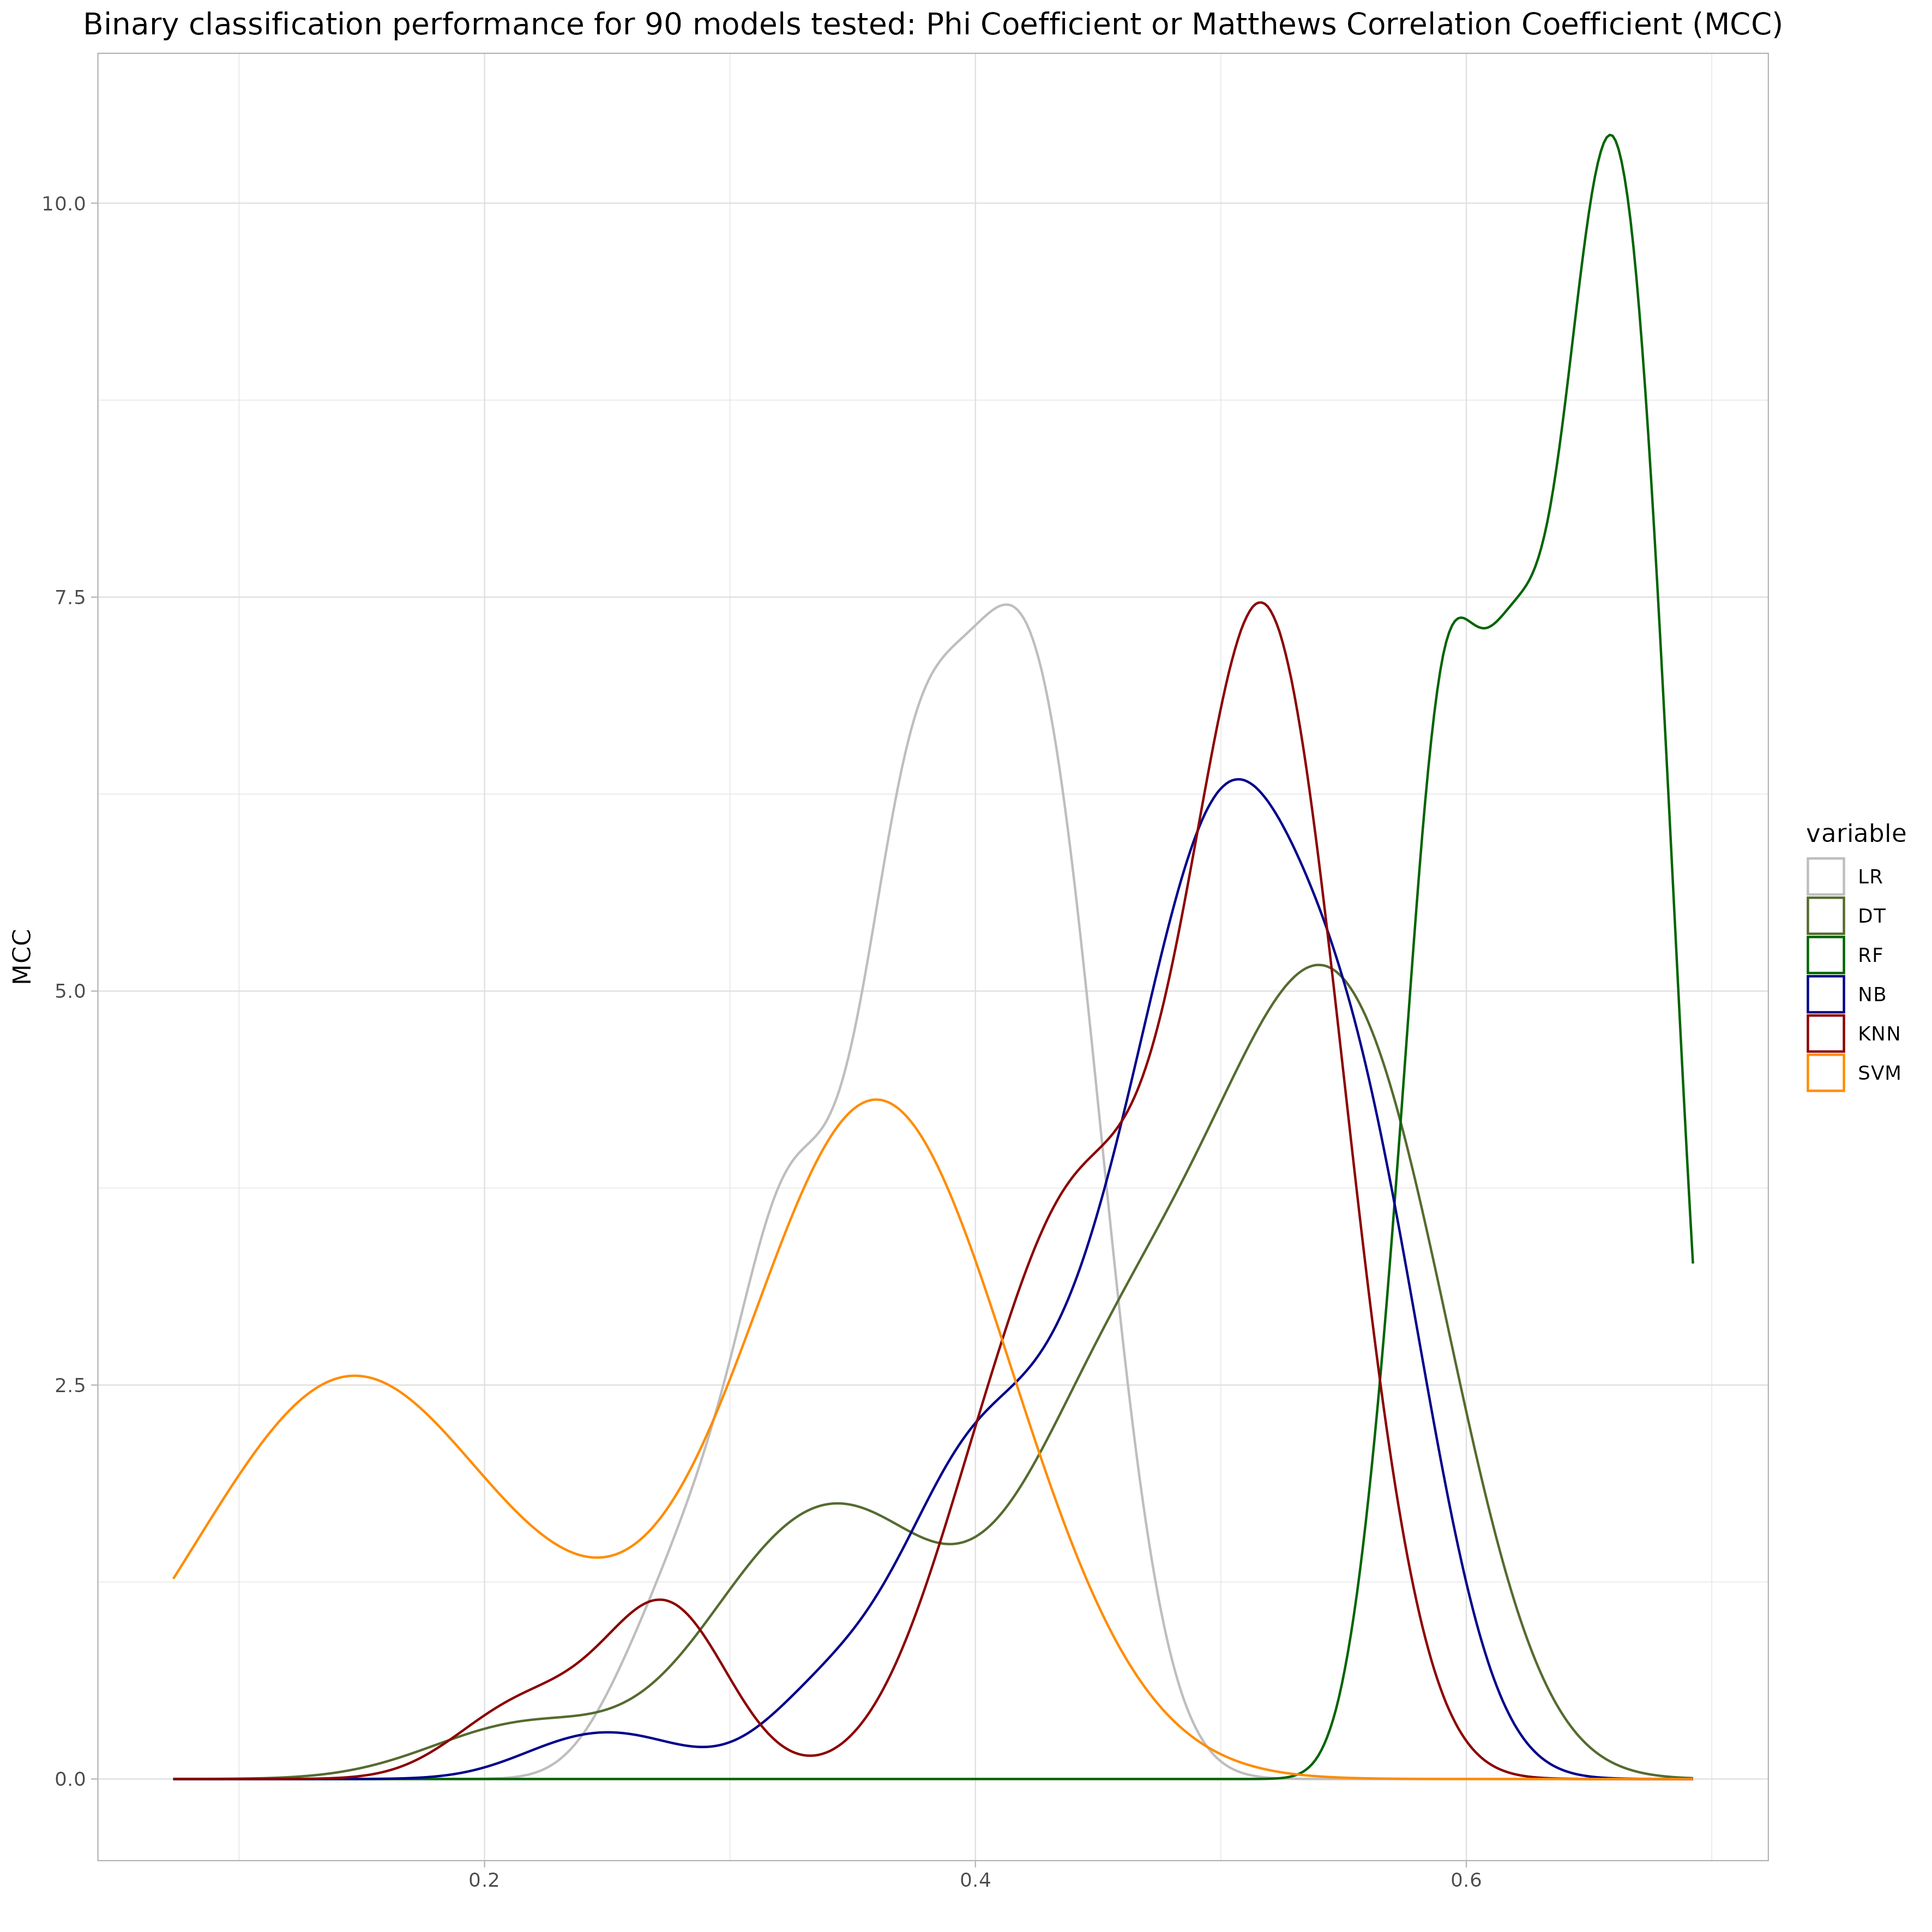 Binary classification performance for 90 models tested: Phi Coefficient or Matthews Correlation Coefficient (MCC)
10.0
7.5
5.0
2.5
0.0
MCC
0.2 0.4 0.6
variable
LR
DT
RF
NB
KNN
SVM